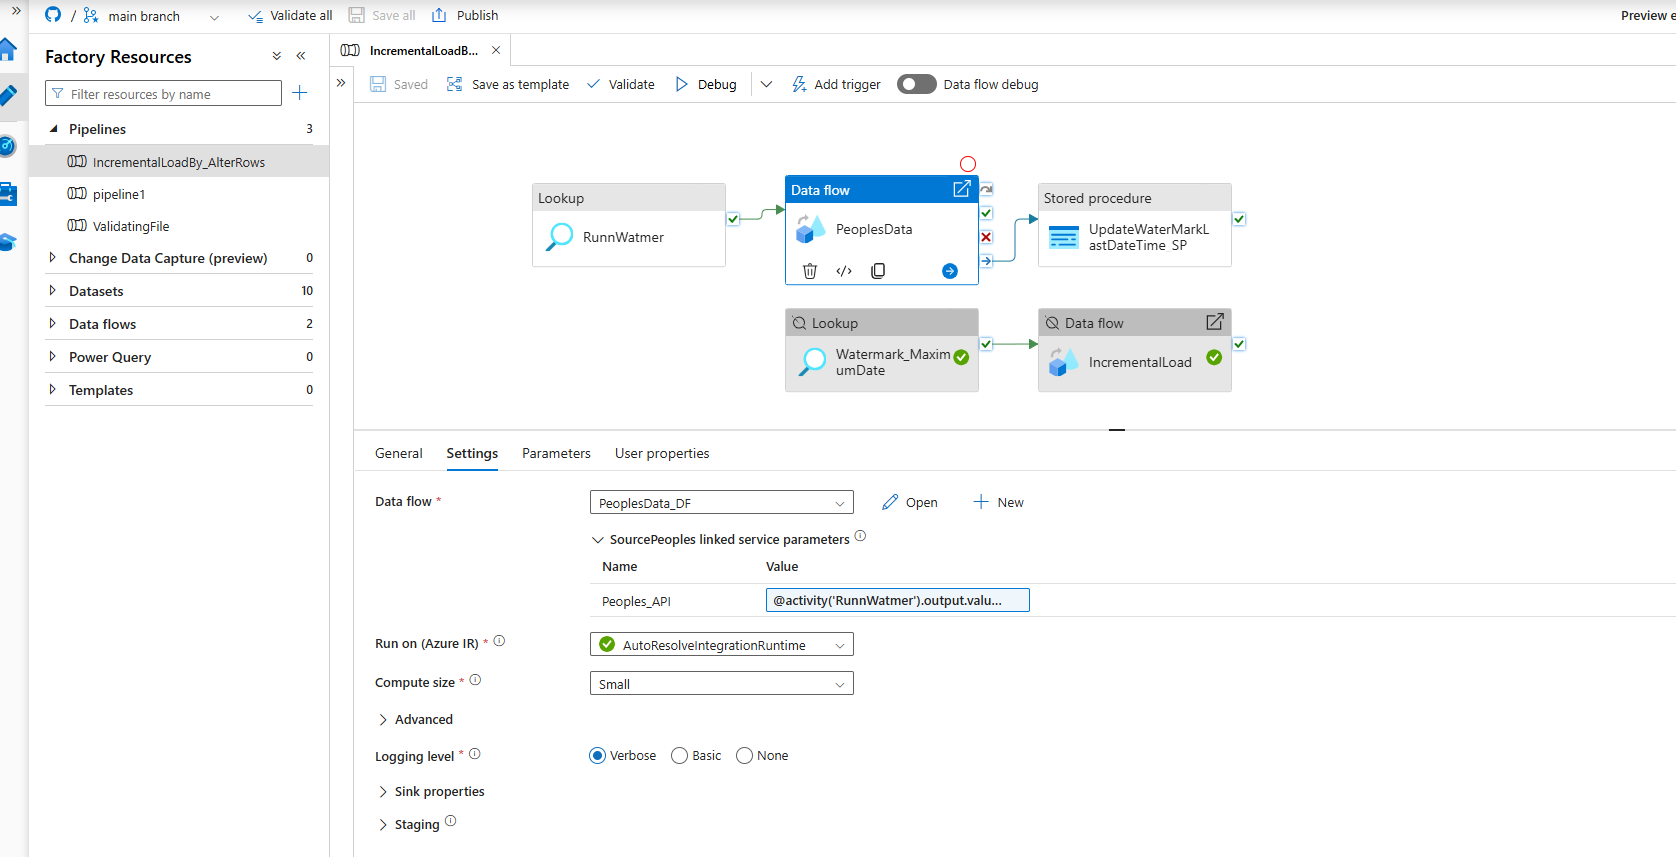 » / main branch Validate all Save all Publish Preview e
Factory Resources
Filter resources by name
Pipelines 3
IncrementalLoadBy_AlterRows
pipeline1
ValidatingFile
Change Data Capture (preview) 0
Datasets 10
Data flows 2
Power Query 0
Templates 0
IncrementalLoadB...
Saved Save as template Validate Debug Add trigger Data flow debug
Lookup
RunnWatmer
Data flow
PeoplesData
Stored procedure
UpdateWaterMarkL
astDateTime_SP
Lookup
Watermark_Maxim
umDate
Data flow
IncrementalLoad
General Settings Parameters User properties
Data flow * PeoplesData_DF Open New
SourcePeoples linked service parameters
Name Value
Peoples_API @activity('RunnWatmer').output.valu...
Run on (Azure IR) * AutoResolveIntegrationRuntime
Compute size * Small
Advanced
Logging level * Verbose Basic None
Sink properties
Staging